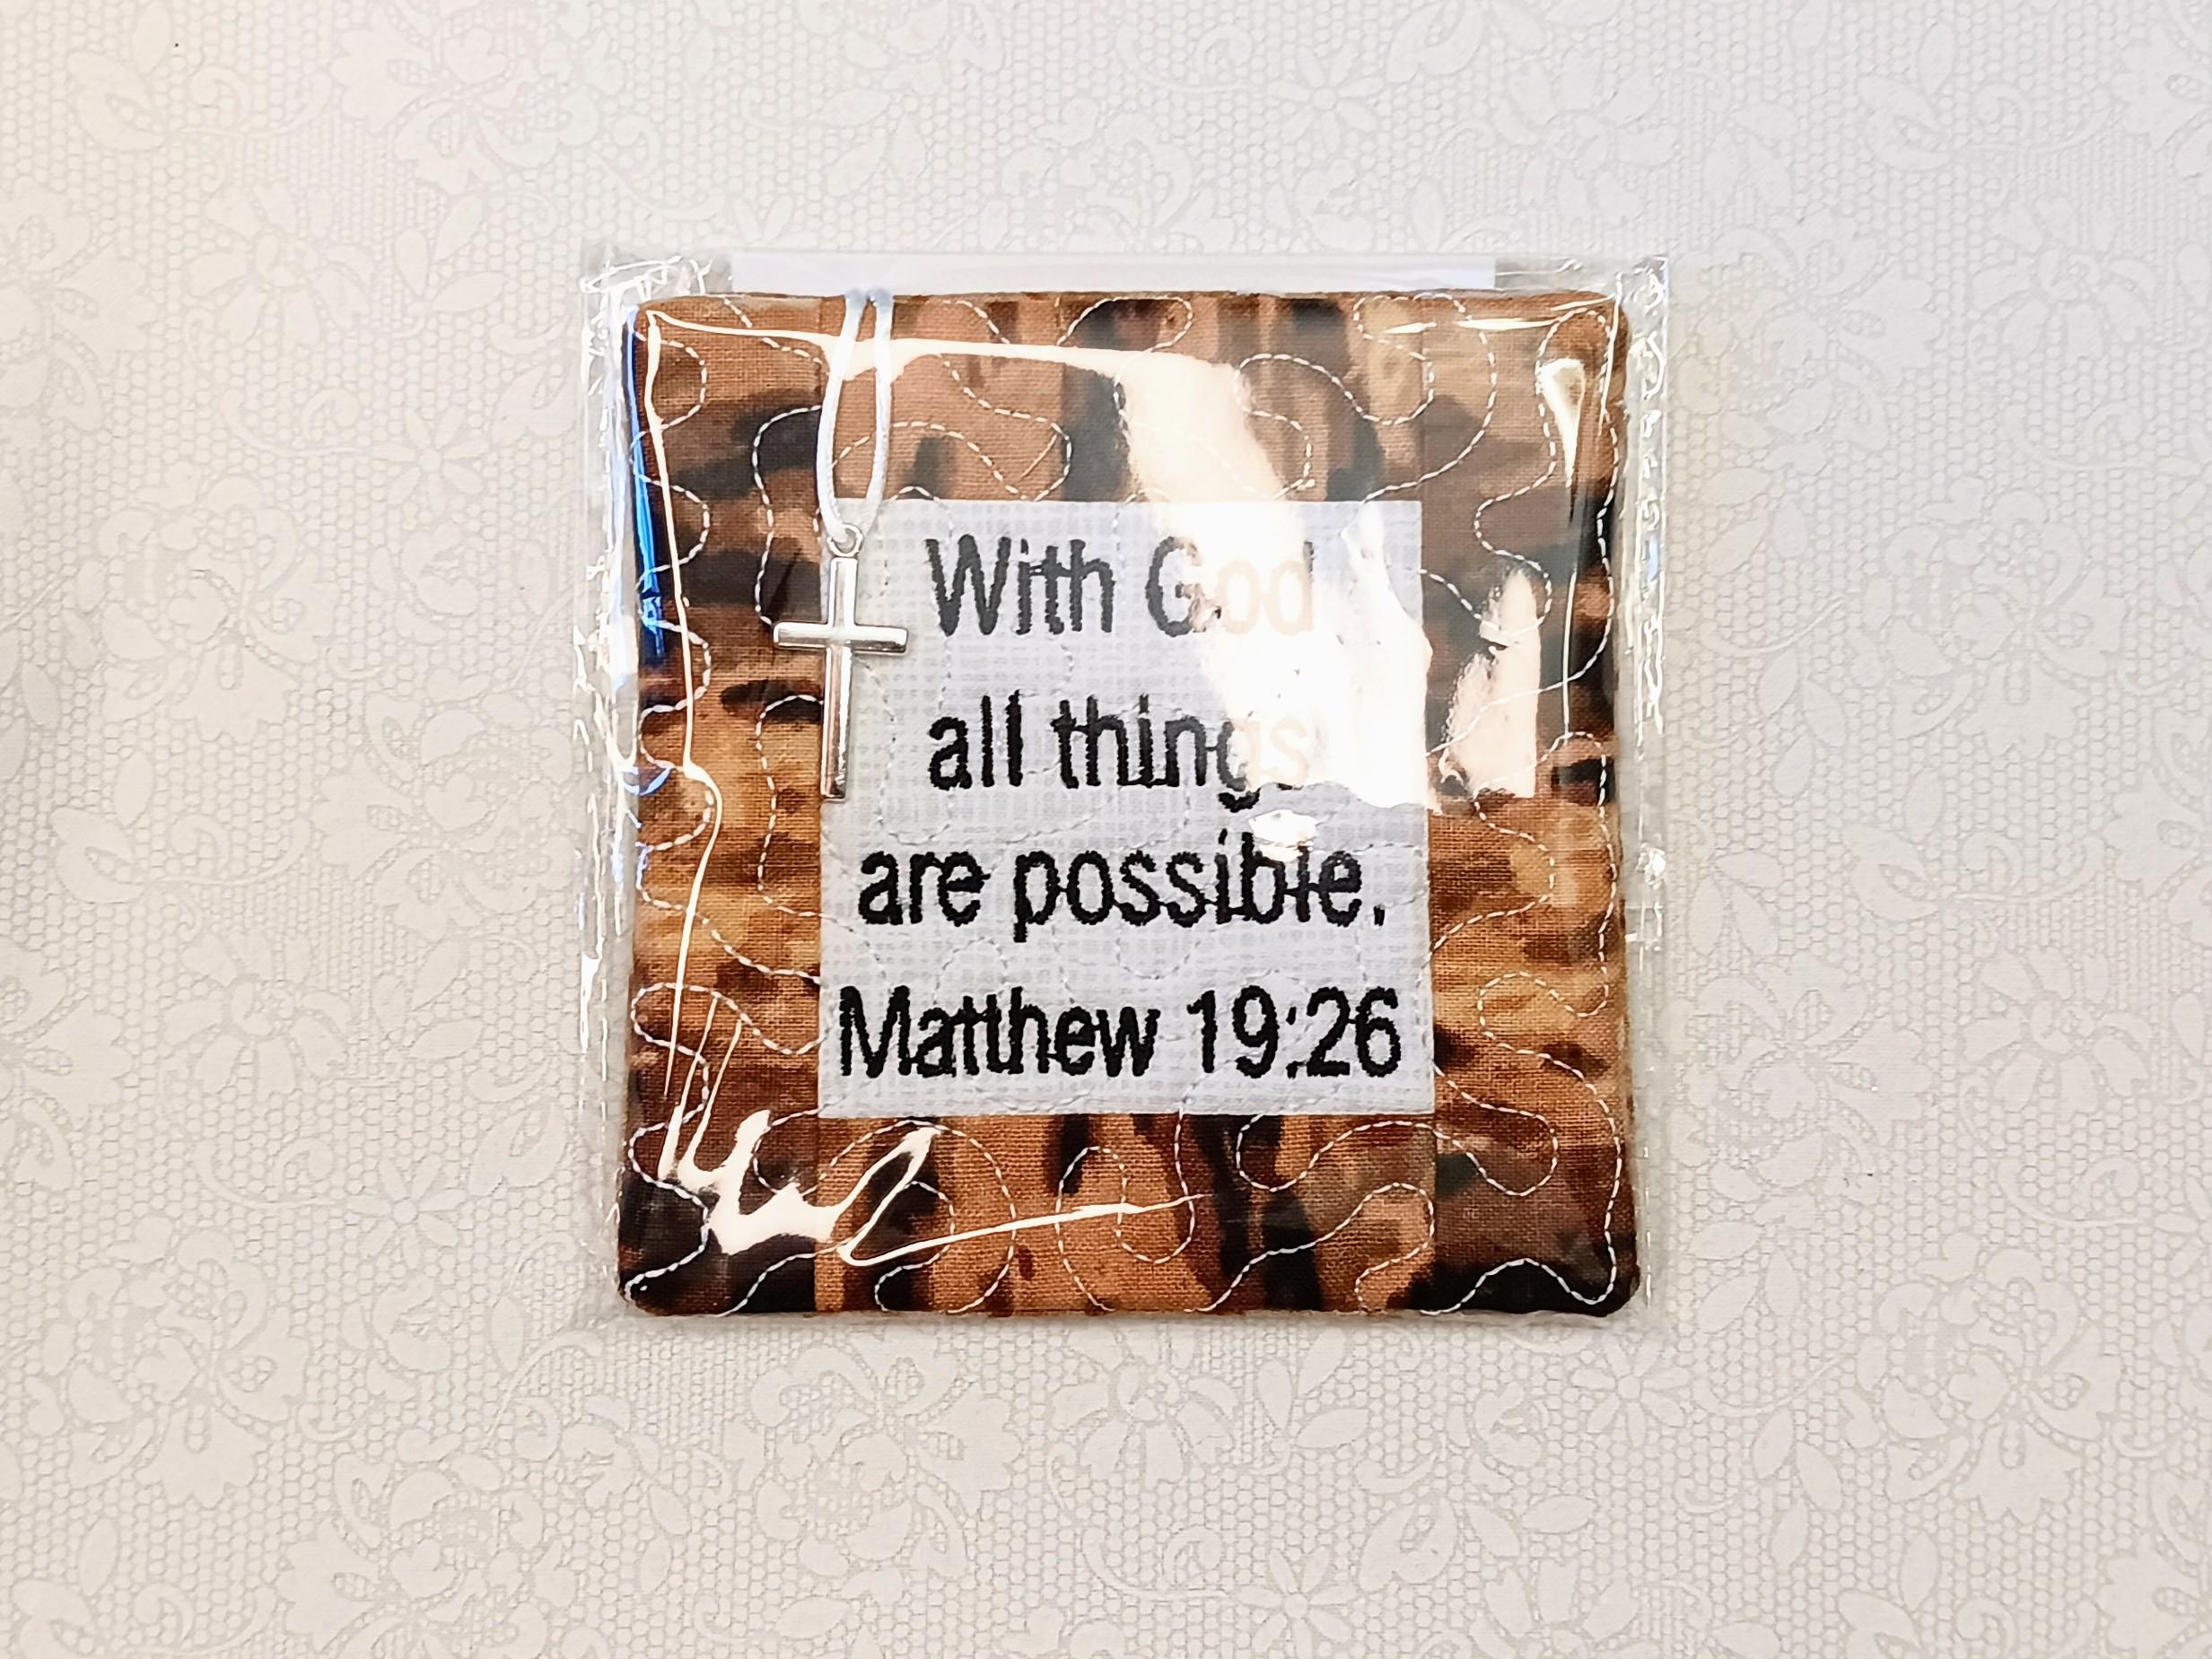 With God
all things
are possible.
Matthew 19:26